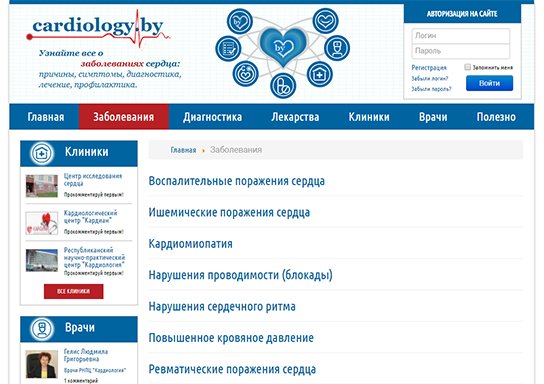 cardiology.by
Узнайте все о
заболеваниях сердца:
причины, симптомы, диагностика,
лечение, профилактика.
by
АВТОРИЗАЦИЯ НА САЙТЕ
Логин
Пароль
Регистрация
Запомнить меня
Забыли логин?
Забыли пароль?
Войти
Главная Заболевания Диагностика Лекарства Клиники Врачи Полезно
Клиники
Центр исследования
сердца
Прокомментируй первым!
Кардиологический
центр "Кардиан"
Прокомментируй первым!
Республиканский
научно-практический
центр "Кардиология"
Прокомментируй первым!
ВСЕ КЛИНИКИ
Врачи
Гелис Людмила
Григорьевна
Врачи РНПЦ "Кардиология"
1 комментарий
Главная Заболевания
Воспалительные поражения сердца
Ишемические поражения сердца
Кардиомиопатия
Нарушения проводимости (блокады)
Нарушения сердечного ритма
Повышенное кровяное давление
Ревматические поражения сердца